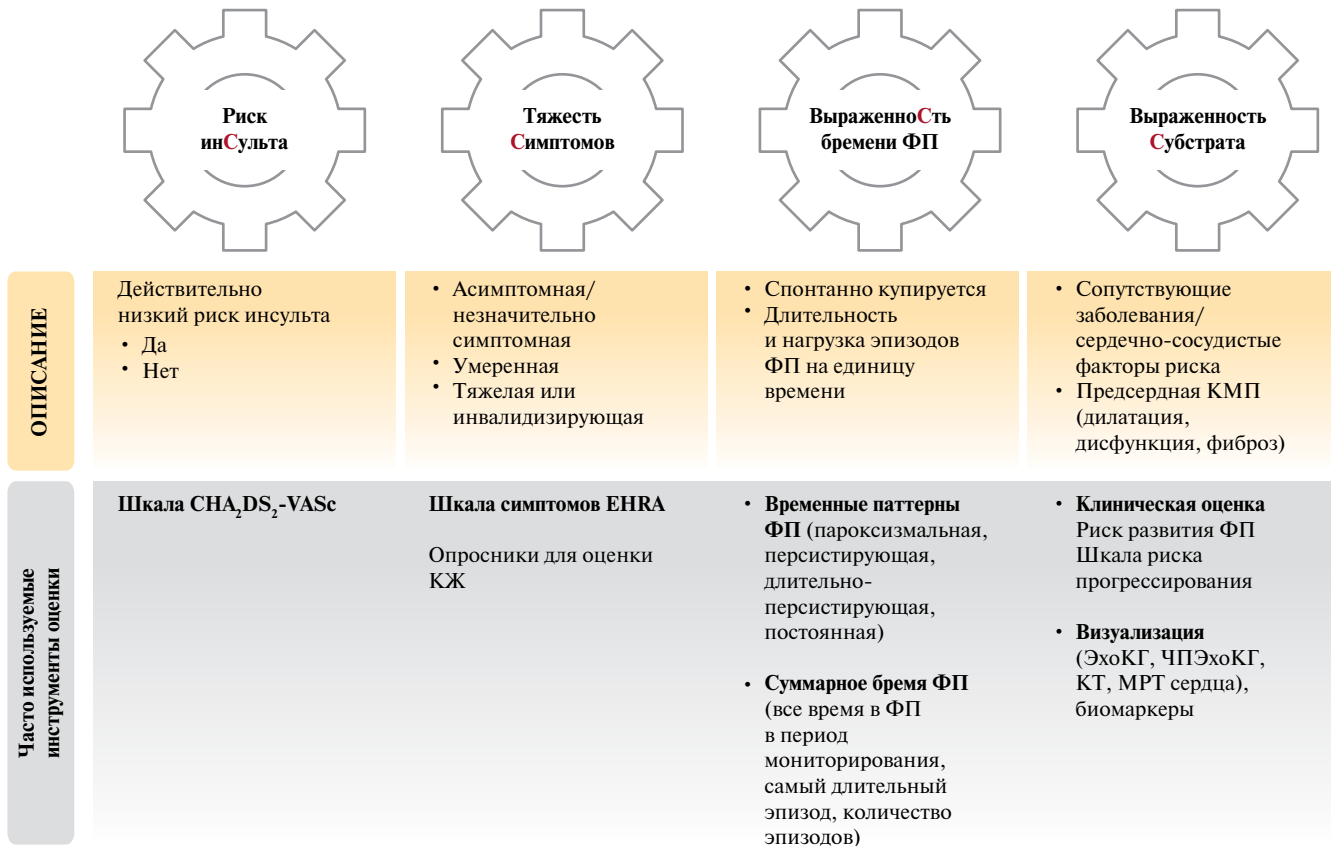 Риск
инСульта
Тяжесть
Симптомов
ВыраженноСть
бремени ФП
Выраженность
Субстрата
ОПИСАНИЕ
Действительно
низкий риск инсульта
• Да
• Нет
• Асимптомная/
незначительно
симптомная
• Умеренная
• Тяжелая или
инвалидизирующая
• Спонтанно купируется
• Длительность
и нагрузка эпизодов
ФП на единицу
времени
• Сопутствующие
заболевания/
сердечно-сосудистые
факторы риска
• Предсердная КМП
(дилатация,
дисфункция, фиброз)
Часто используемые
инструменты оценки
Шкала CHA₂DS₂-VASc
Шкала симптомов EHRA
Опросники для оценки
КЖ
• Временные паттерны
ФП (пароксизмальная,
персистирующая,
длительно-
персистирующая,
постоянная)
• Суммарное бремя ФП
(все время в ФП
в период
мониторирования,
самый длительный
эпизод, количество
эпизодов)
• Клиническая оценка
Риск развития ФП
Шкала риска
прогрессирования
• Визуализация
(ЭхоКГ, ЧПЭхоКГ,
КТ, МРТ сердца),
биомаркеры